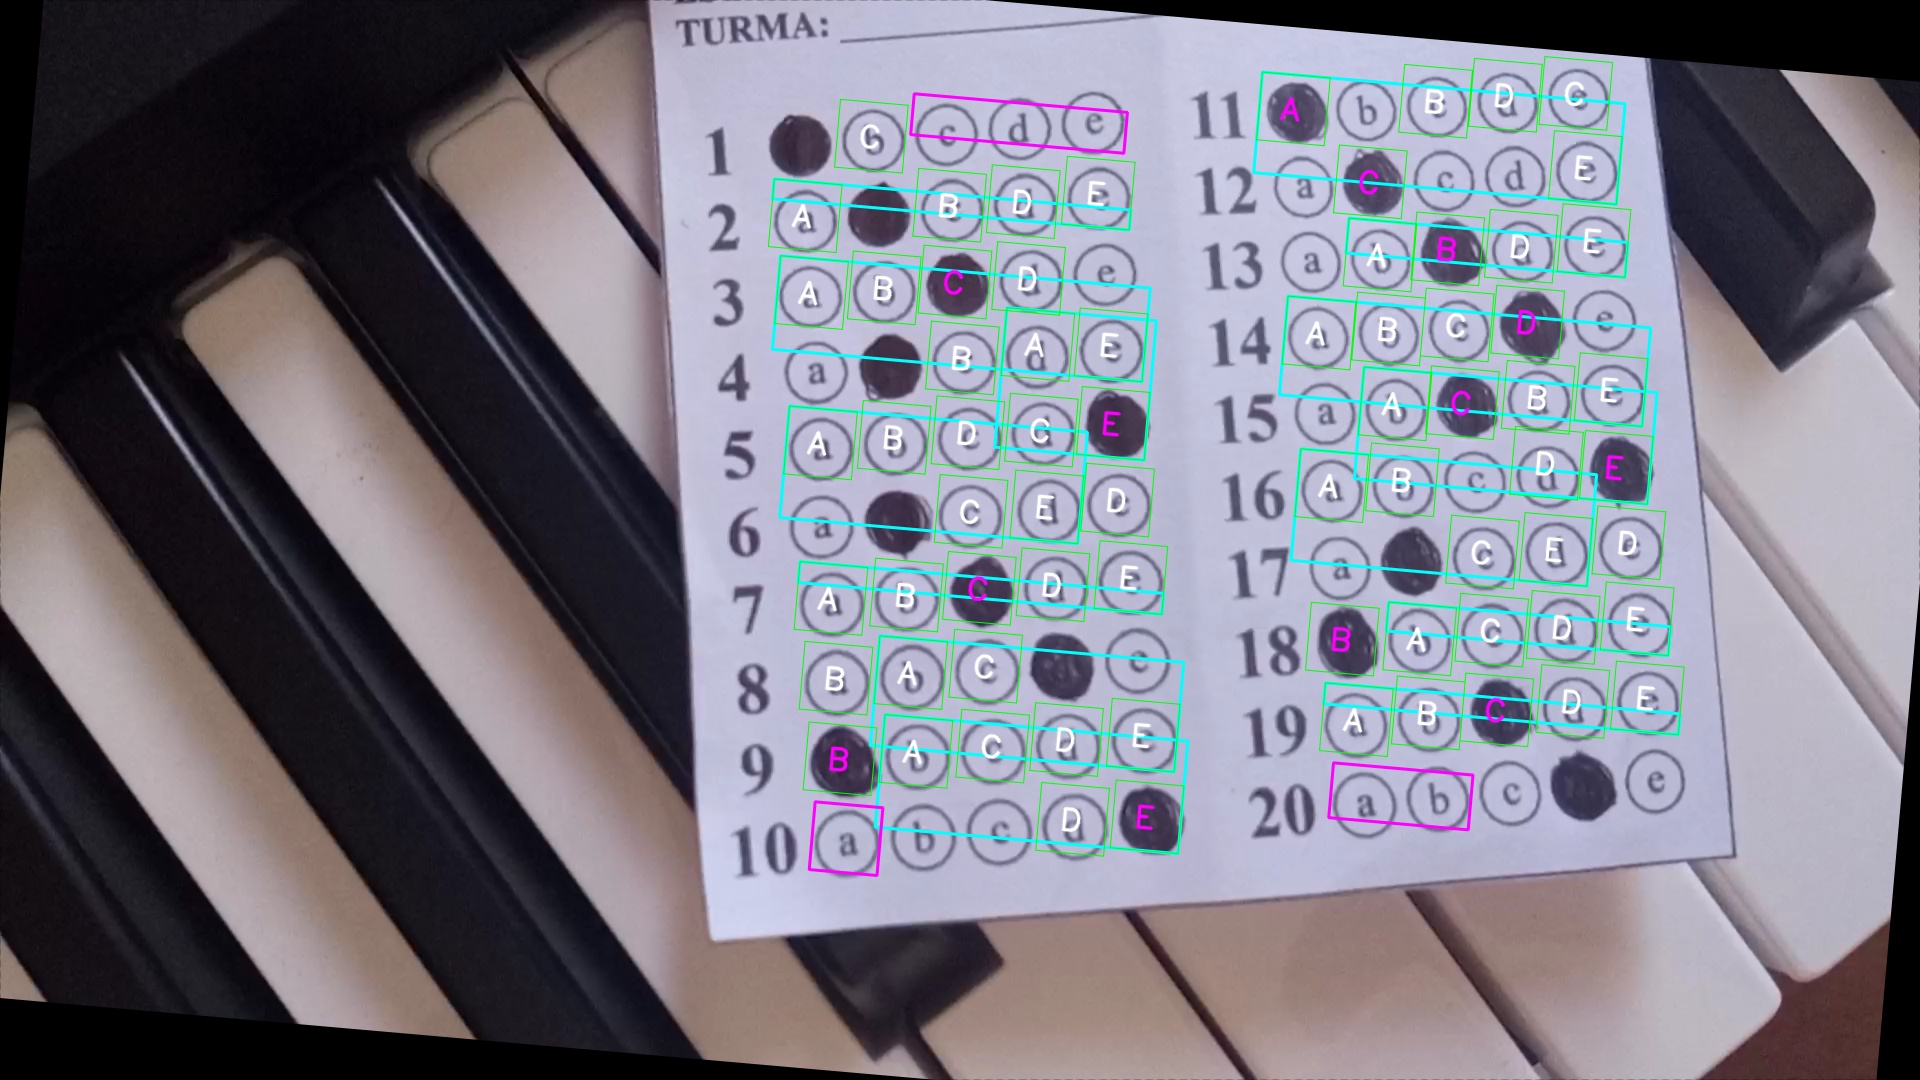 TURMA:
1 C c d e
2 A B D E
3 A B C D e
4 a B A E
5 A B D C E
6 a C E D
7 A B C D E
8 B A C e
9 B A C D E
10 a b c D E
11 A b B D C
12 a C c d E
13 a A B D E
14 A B C D e
15 a A C B E
16 A B c D E
17 a C E D
18 B A C D E
19 A B C D E
20 a b c e